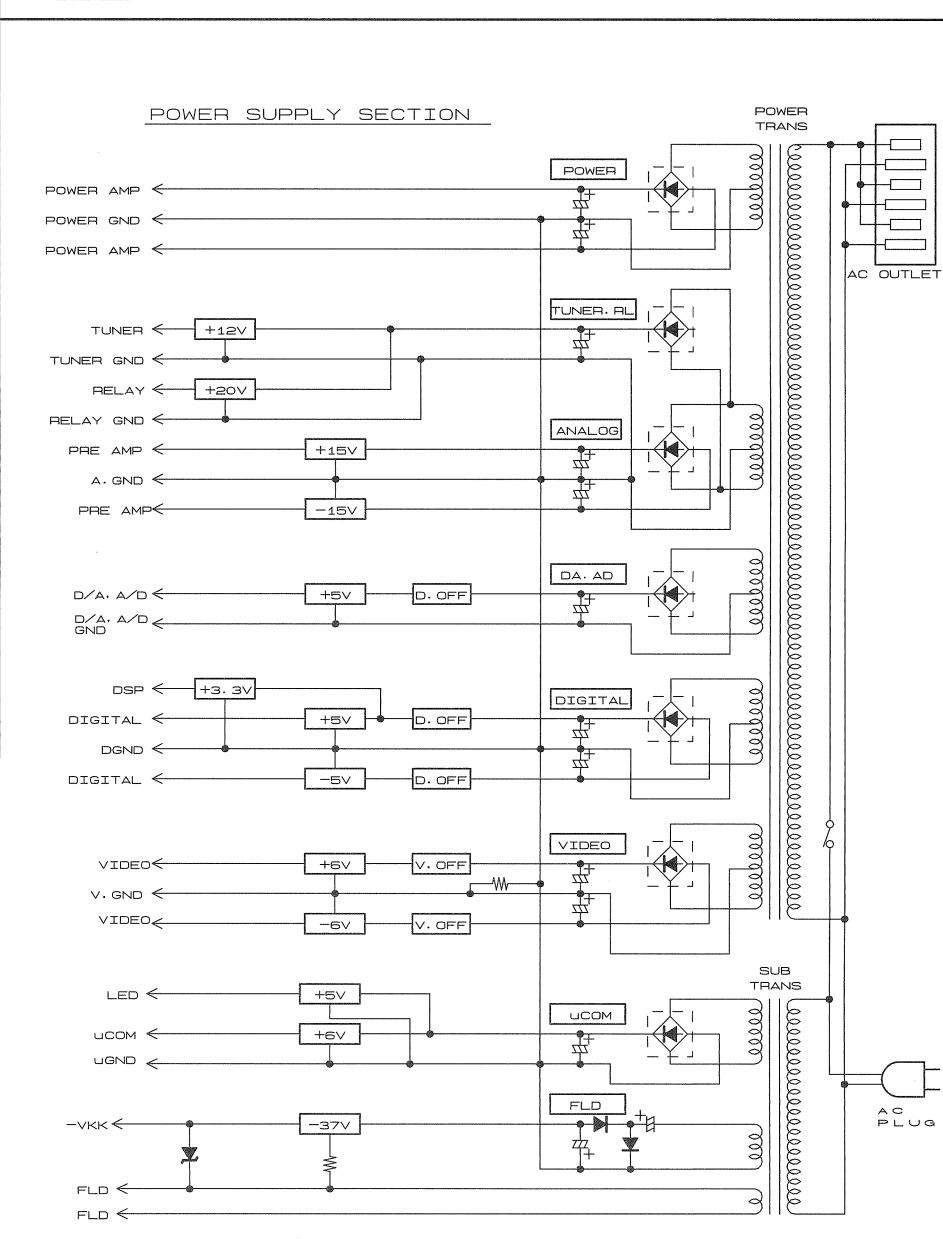 POWER SUPPLY SECTION
POWER
TRANS
POWER
POWER AMP
POWER GND
POWER AMP
AC OUTLET
TUNER. RL
TUNER
+12V
TUNER GND
RELAY
+20V
RELAY GND
ANALOG
PRE AMP
+15V
A. GND
PRE AMP
-15V
DA. AD
D/A. A/D
+5V
D. OFF
D/A. A/D
GND
DSP
+3. 3V
DIGITAL
DIGITAL
+5V
D. OFF
DGND
DIGITAL
-5V
D. OFF
VIDEO
VIDEO
+6V
V. OFF
V. GND
VIDEO
-6V
V. OFF
SUB
TRANS
LED
+5V
uCOM
uCOM
+6V
uGND
AC
PLUG
FLD
-VKK
-37V
FLD
FLD